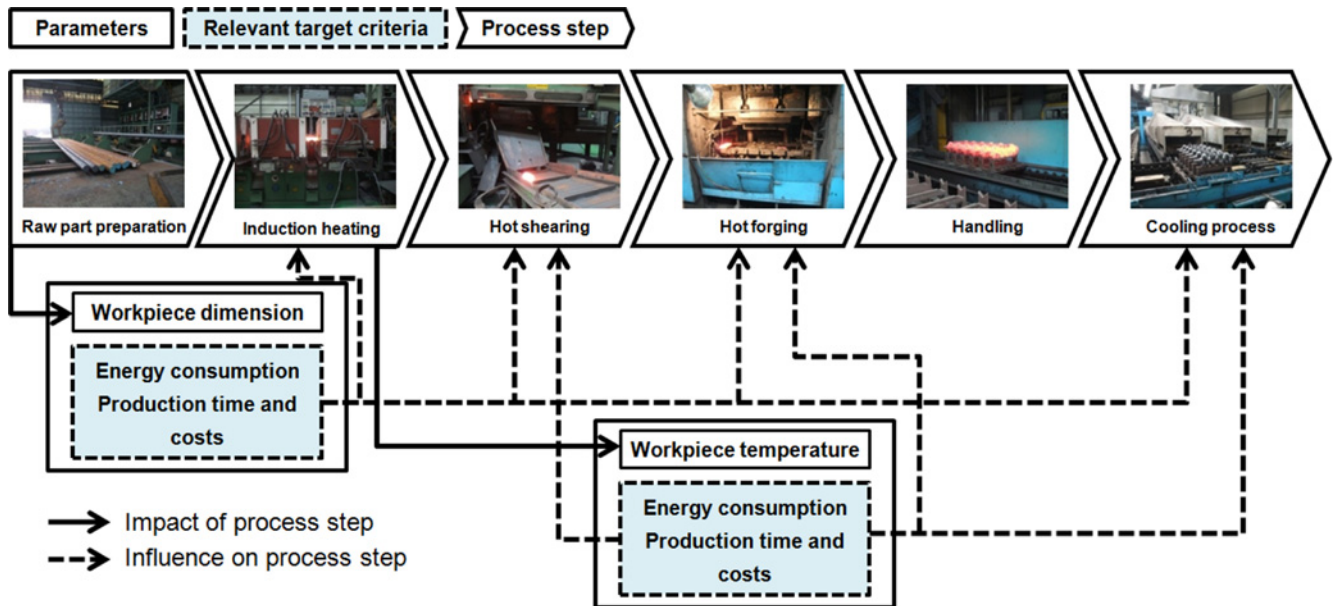 Parameters
Relevant target criteria
Process step
Raw part preparation
Induction heating
Hot shearing
Hot forging
Handling
Cooling process
Workpiece dimension
Energy consumption
Production time and
costs
Workpiece temperature
Energy consumption
Production time and
costs
Impact of process step
Influence on process step